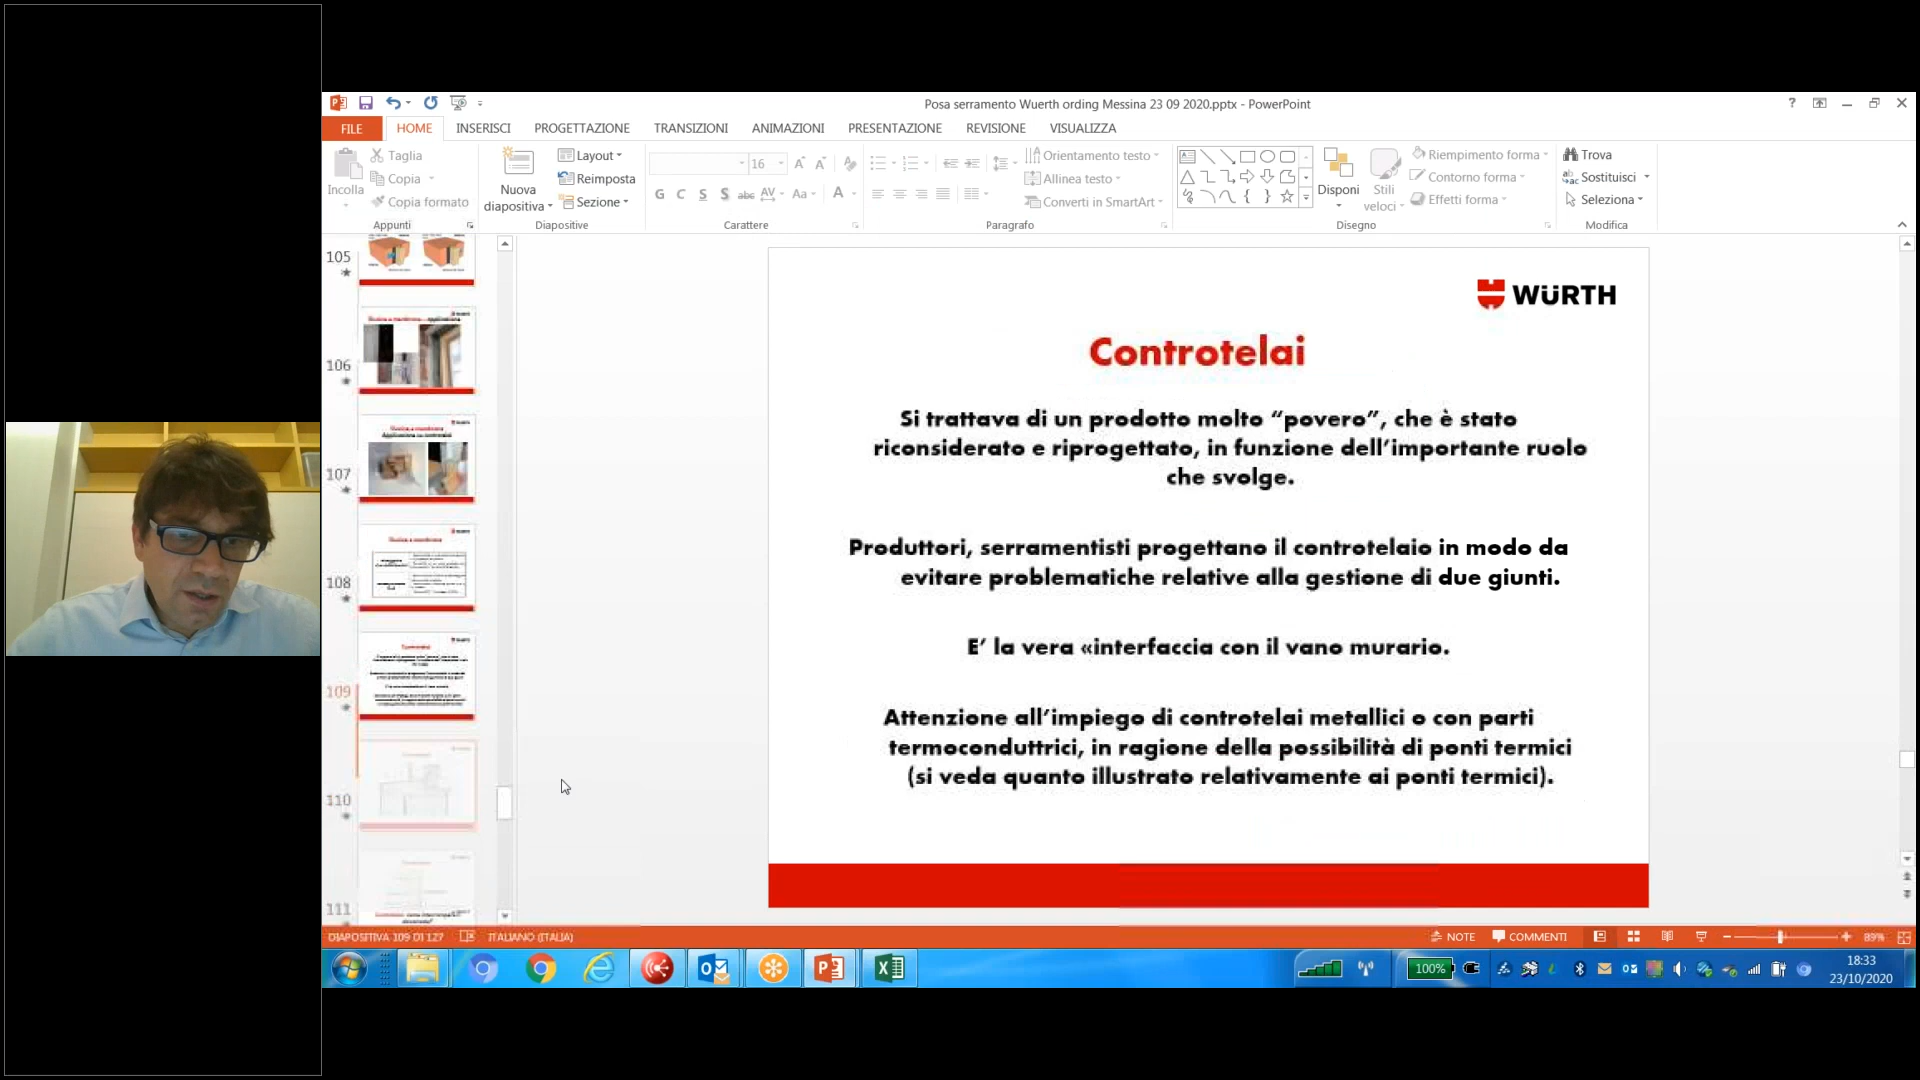 Posa serramento Wuerth ording Messina 23 09 2020.pptx - PowerPoint
FILE HOME INSERISCI PROGETTAZIONE TRANSIZIONI ANIMAZIONI PRESENTAZIONE REVISIONE VISUALIZZA
Incolla
Taglia
Copia
Copia formato
Appunti
Nuova
diapositiva
Layout
Reimposta
Sezione
Diapositive
16
G C S S abc AV Aa A
Carattere
Orientamento testo
Allinea testo
Converti in SmartArt
Paragrafo
Disponi
Stili
veloci
Riempimento forma
Contorno forma
Effetti forma
Disegno
Trova
Sostituisci
Seleziona
Modifica
105
106
107
108
109
110
111
WÜRTH
Controtelai
Si trattava di un prodotto molto “povero”, che è stato
riconsiderato e riprogettato, in funzione dell’importante ruolo
che svolge.
Produttori, serramentisti progettano il controtelaio in modo da
evitare problematiche relative alla gestione di due giunti.
E’ la vera «interfaccia con il vano murario.
Attenzione all’impiego di controtelai metallici o con parti
termoconduttrici, in ragione della possibilità di ponti termici
(si veda quanto illustrato relativamente ai ponti termici).
DIAPOSITIVA 109 DI 127 ITALIANO (ITALIA)
NOTE COMMENTI 89%
100%
18:33
23/10/2020